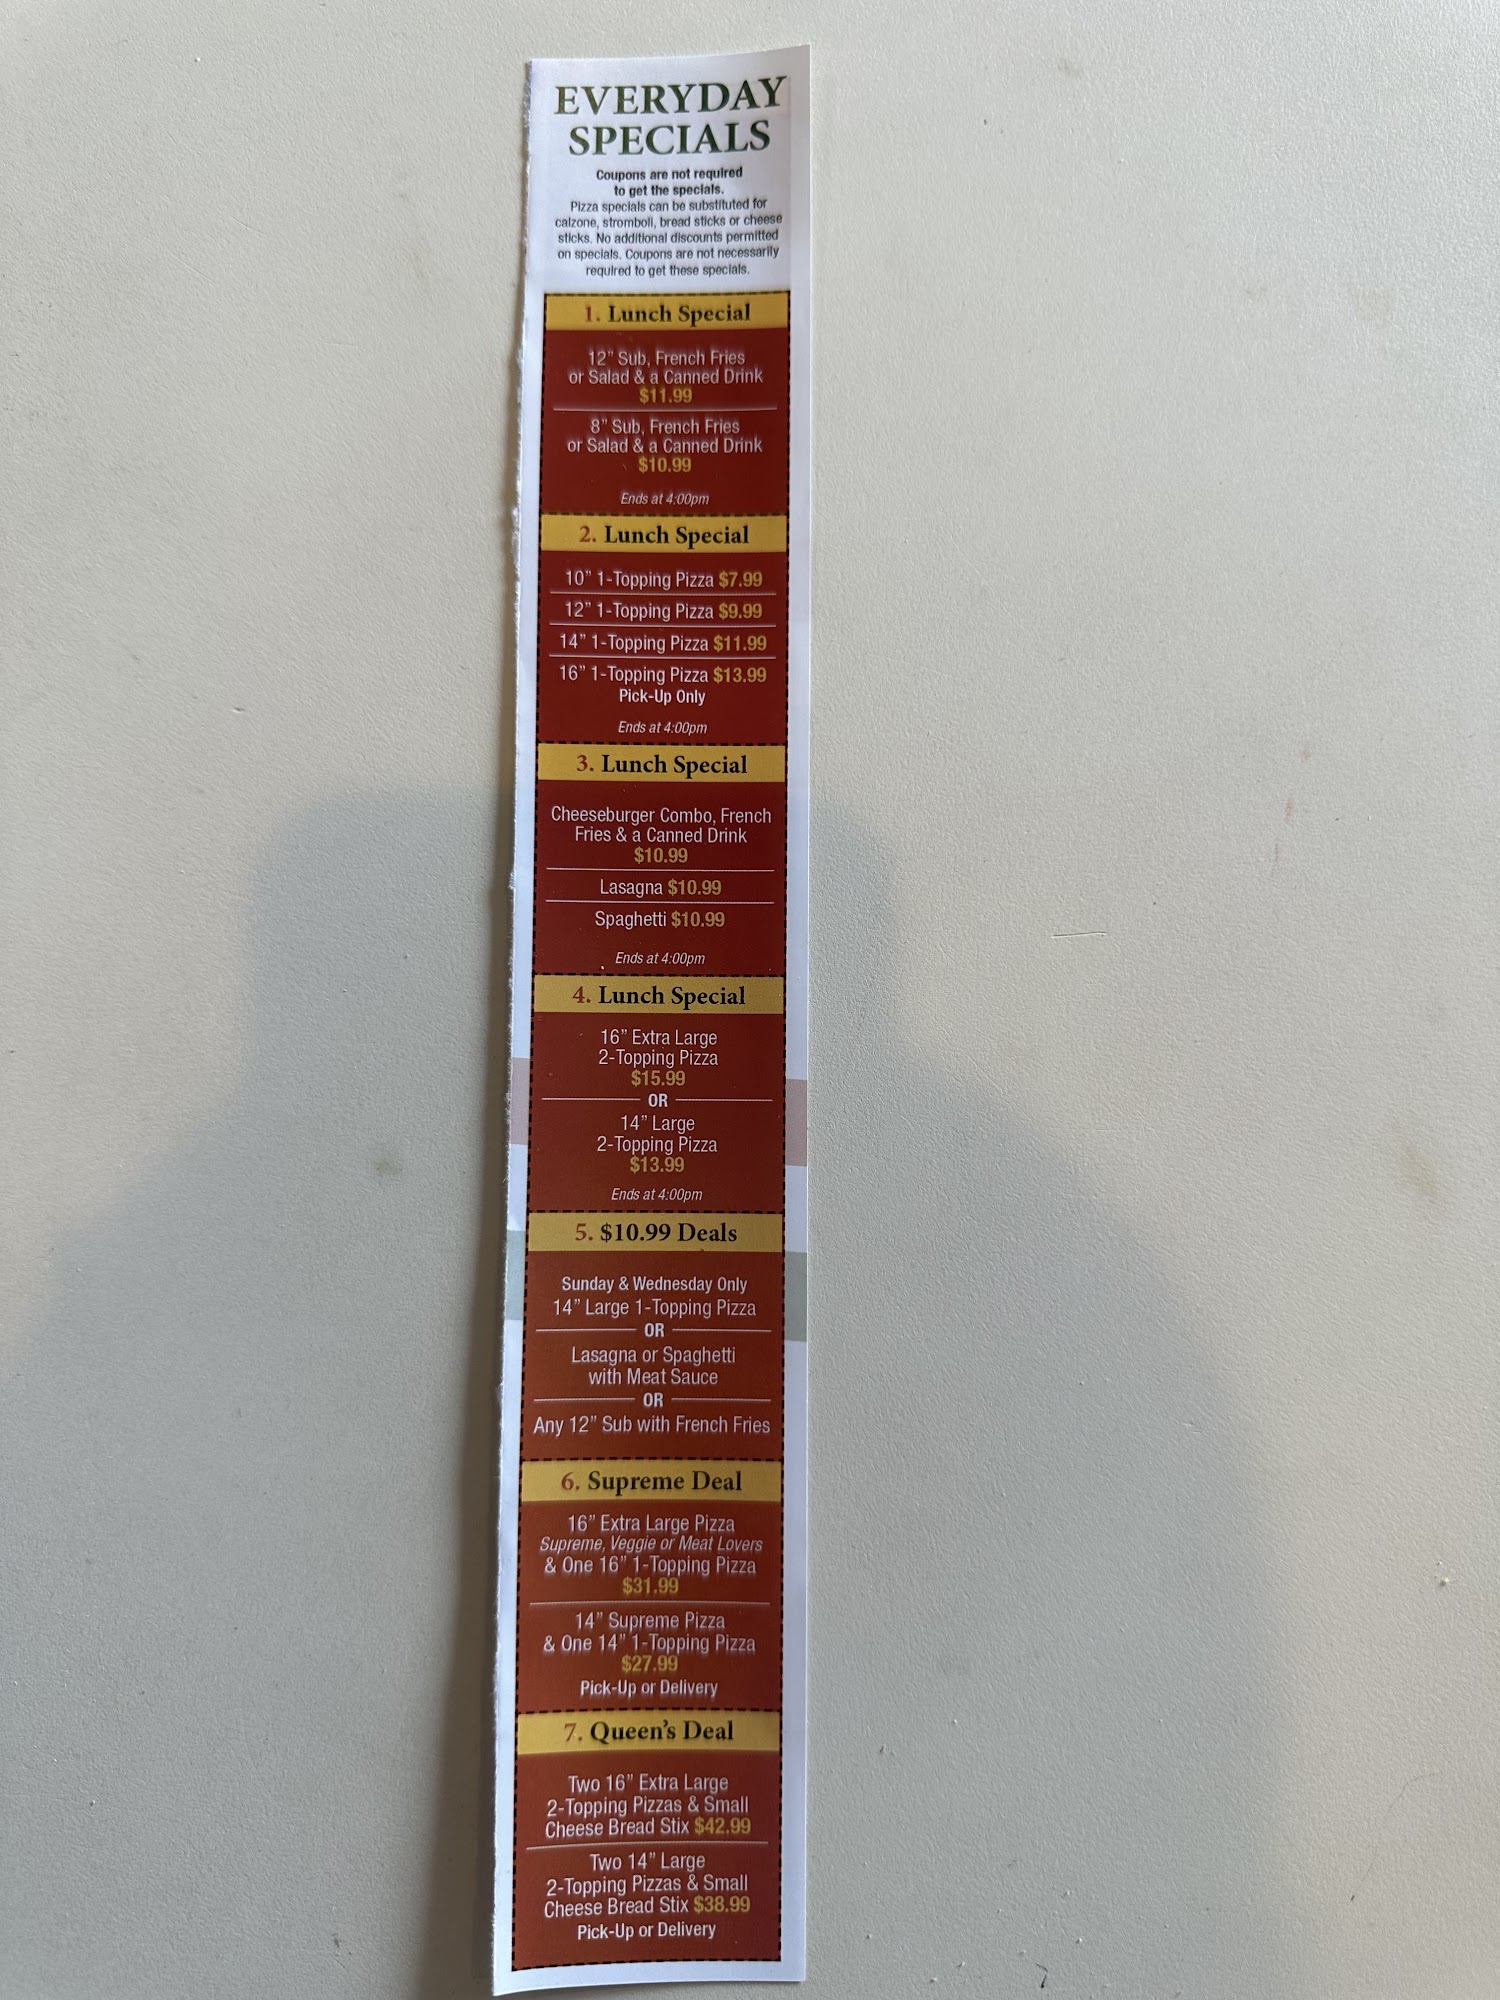 EVERYDAY
SPECIALS
Coupons are not required
to get the specials.
Pizza specials can be substituted for
calzone, stromboli, bread sticks or cheese
sticks. No additional discounts permitted
on specials. Coupons are not necessarily
required to get these specials.
1. Lunch Special
12" Sub, French Fries
or Salad & a Canned Drink
$11.99
8" Sub, French Fries
or Salad & a Canned Drink
$10.99
Ends at 4:00pm
2. Lunch Special
10" 1-Topping Pizza $7.99
12" 1-Topping Pizza $9.99
14" 1-Topping Pizza $11.99
16" 1-Topping Pizza $13.99
Pick-Up Only
Ends at 4:00pm
3. Lunch Special
Cheeseburger Combo, French
Fries & a Canned Drink
$10.99
Lasagna $10.99
Spaghetti $10.99
Ends at 4:00pm
4. Lunch Special
16" Extra Large
2-Topping Pizza
$15.99
OR
14" Large
2-Topping Pizza
$13.99
Ends at 4:00pm
5. $10.99 Deals
Sunday & Wednesday Only
14" Large 1-Topping Pizza
OR
Lasagna or Spaghetti
with Meat Sauce
OR
Any 12" Sub with French Fries
6. Supreme Deal
16" Extra Large Pizza
Supreme, Veggie or Meat Lovers
& One 16" 1-Topping Pizza
$31.99
14" Supreme Pizza
& One 14" 1-Topping Pizza
$27.99
Pick-Up or Delivery
7. Queen's Deal
Two 16" Extra Large
2-Topping Pizzas & Small
Cheese Bread Stix $42.99
Two 14" Large
2-Topping Pizzas & Small
Cheese Bread Stix $38.99
Pick-Up or Delivery